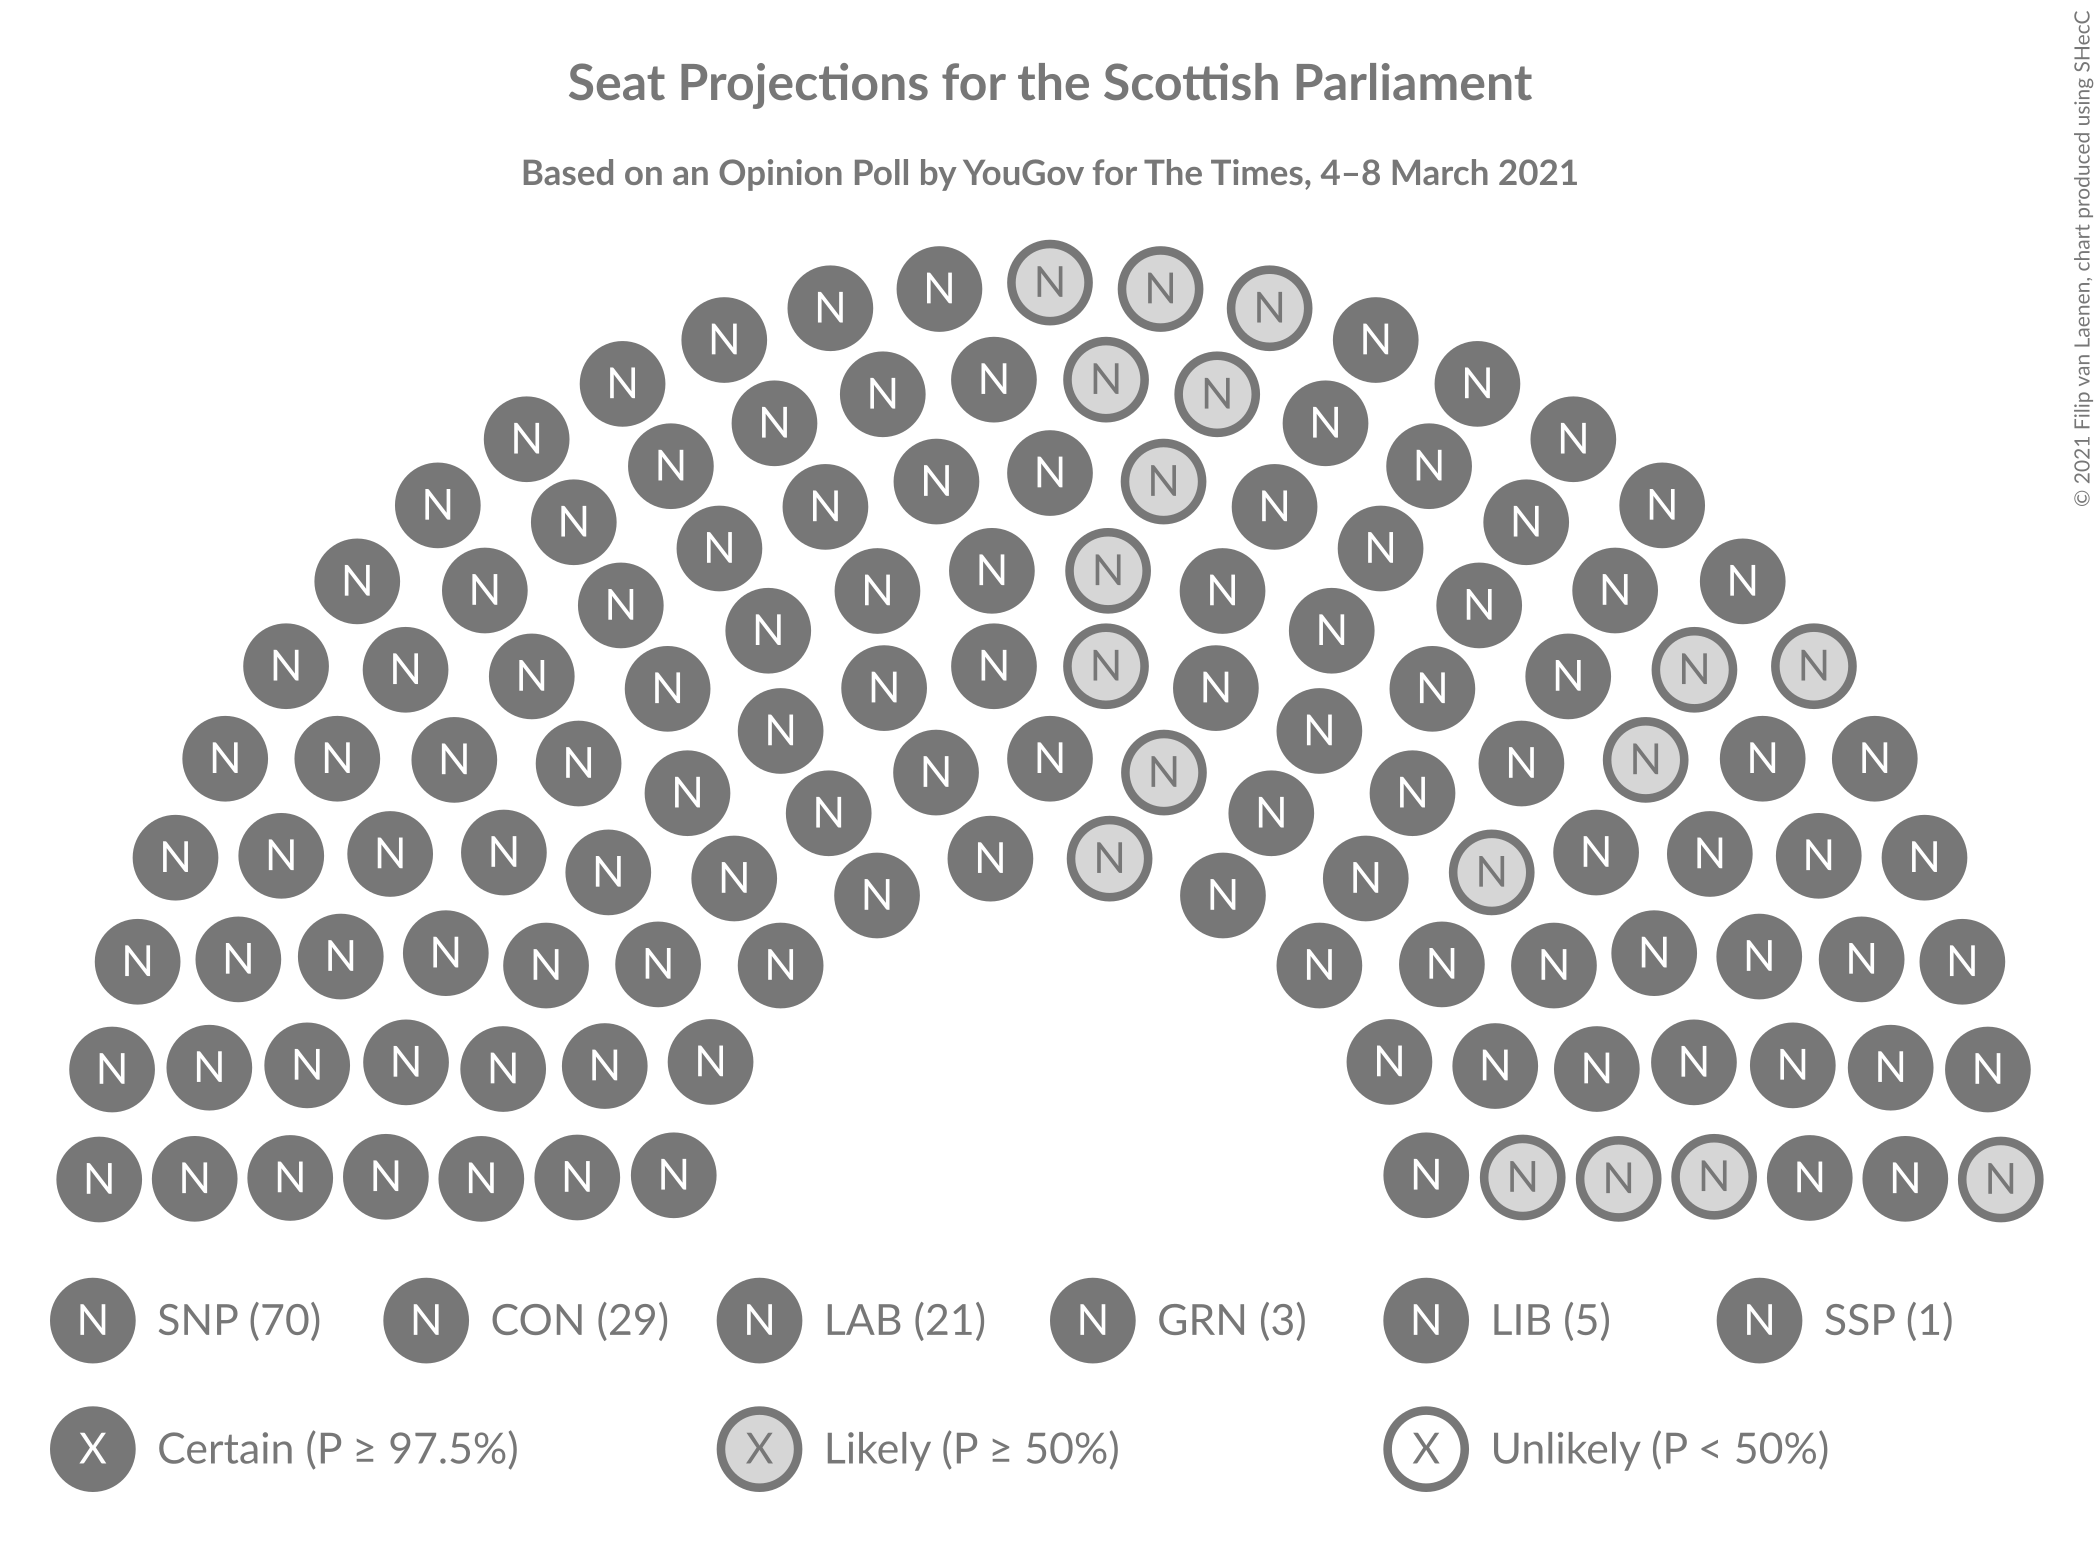 Seat Projections for the Scottish Parliament
Based on an Opinion Poll by YouGov for The Times, 4–8 March 2021
© 2021 Filip van Laenen, chart produced using SHecC
N N N N N N N N N N N N N N N N N N N N N N N N N N N
N N N N N N N N N N N N N N N N N N N N N N N N
N N N N N N N N N N N N N N N N N N N N N
N N N N N N N N N N N N N N N N N N
N N N N N N N N N N N N N N N N
N N N N N N N N N N N N N
N N N N N N N N N N
N SNP (70) N CON (29) N LAB (21) N GRN (3) N LIB (5) N SSP (1)
X Certain (P ≥ 97.5%) X Likely (P ≥ 50%) X Unlikely (P < 50%)